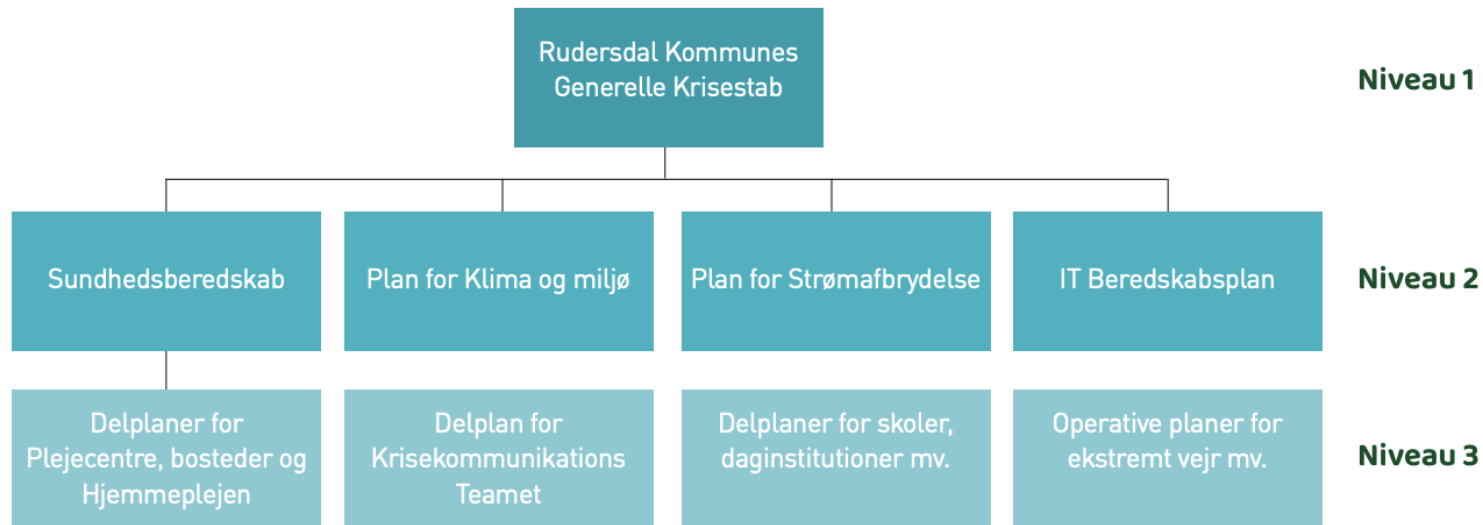 Rudersdal Kommunes
Generelle Krisestab
Niveau 1
Sundhedsberedskab
Plan for Klima og miljø
Plan for Strømafbrydelse
IT Beredskabsplan
Niveau 2
Delplaner for
Plejecentre, bosteder og
Hjemmeplejen
Delplan for
Krisekommunikations
Teamet
Delplaner for skoler,
daginstitutioner mv.
Operative planer for
ekstremt vejr mv.
Niveau 3